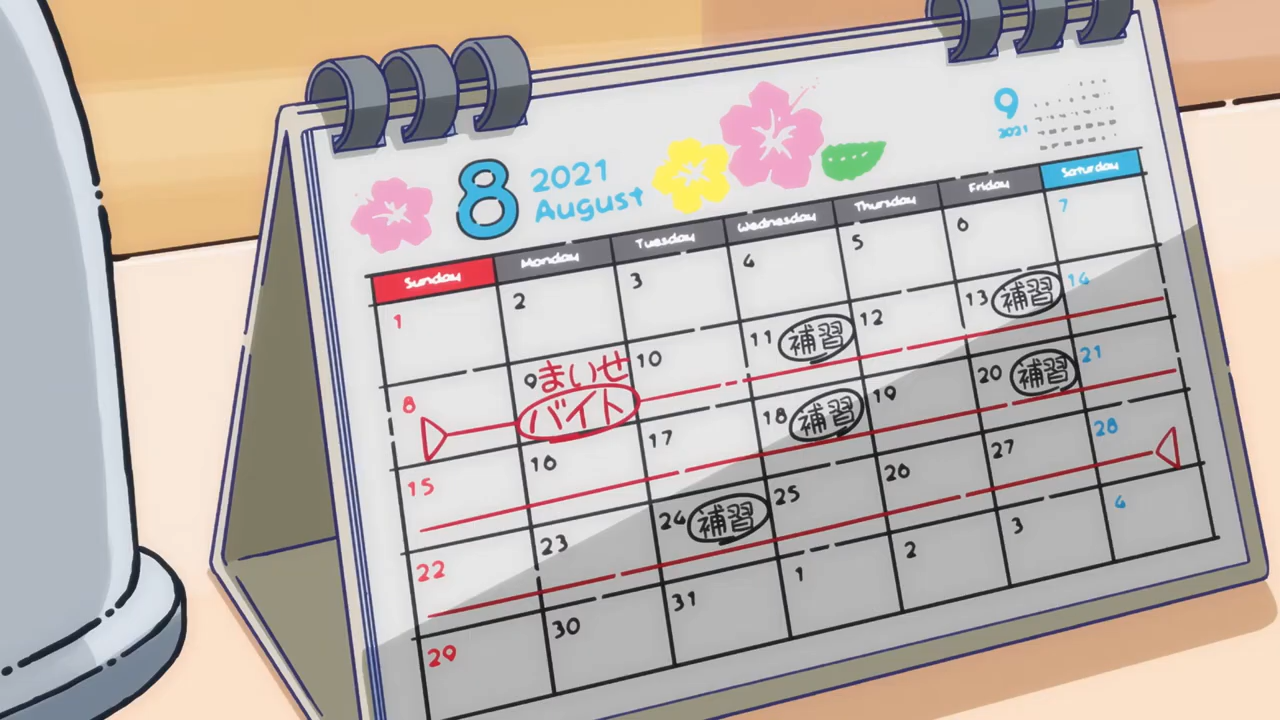 8 2021 August
9 2021
Sunday Monday Tuesday Wednesday Thursday Friday Saturday
1 2 3 4 5 6 7
8 9 まいせ 10 11 補習 12 13 補習 14
バイト
15 16 17 18 補習 19 20 補習 21
22 23 24 補習 25 26 27 28
29 30 31 1 2 3 4